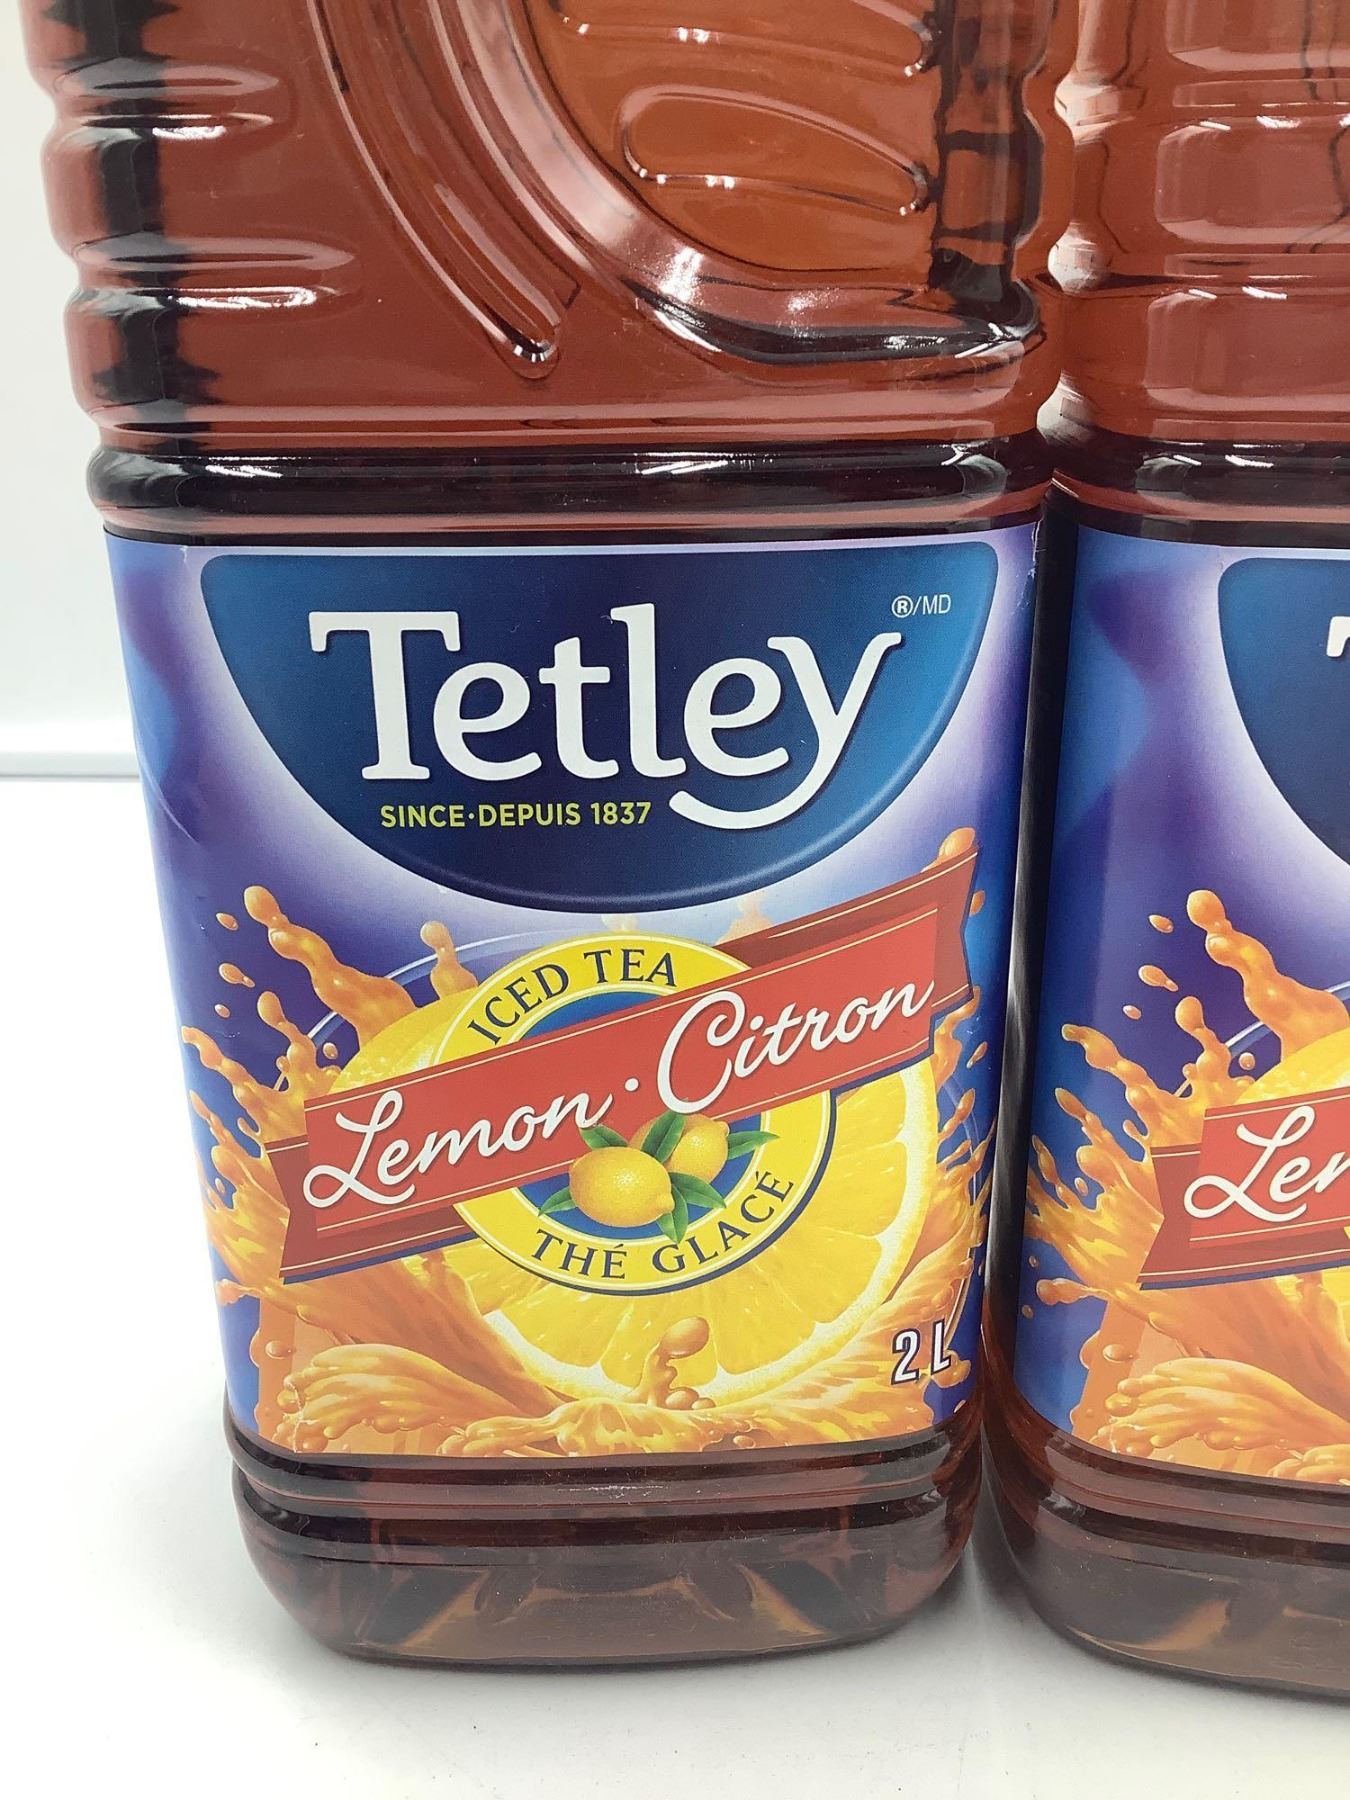 Tetley ®/MD
SINCE·DEPUIS 1837
ICED TEA
Lemon · Citron
THÉ GLACÉ
2 L